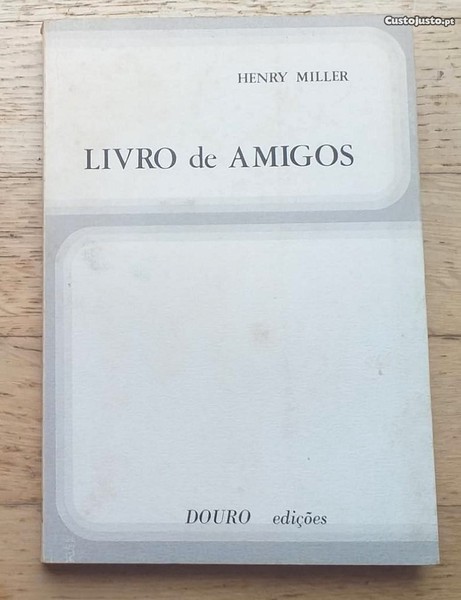 Custojusto.pt
HENRY MILLER
LIVRO de AMIGOS
DOURO edições